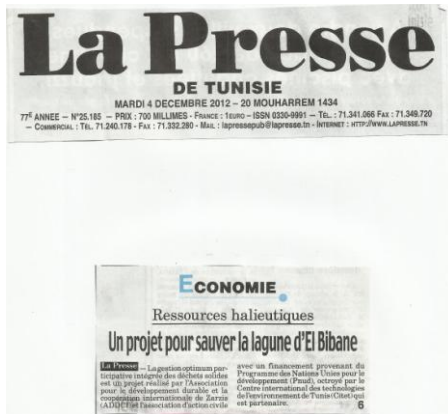 La Presse
DE TUNISIE
MARDI 4 DECEMBRE 2012 – 20 MOUHARREM 1434
77E ANNEE – N°25.185 – PRIX : 700 MILLIMES - FRANCE : 1EURO – ISSN 0330-9991 – TEL. : 71.341.066 FAX : 71.349.720
– COMMERCIAL : TEL. 71.240.178 - FAX : 71.332.280 - MAIL : lapressepub@lapresse.tn - INTERNET : HTTP://WWW.LAPRESSE.TN
ECONOMIE
Ressources halieutiques
Un projet pour sauver la lagune d'El Bibane
La Presse — La gestion optimum par-
ticipative intégrée des déchets solides
est un projet réalisé par l'Association
pour le développement durable et la
coopération internationale de Zarzis
(ADDCI) et l'association d'action civile
avec un financement provenant du
Programme des Nations Unies pour le
développement (Pnud), octroyé par le
Centre international des technologies
de l'environnement de Tunis (Citet) qui
est partenaire.
6